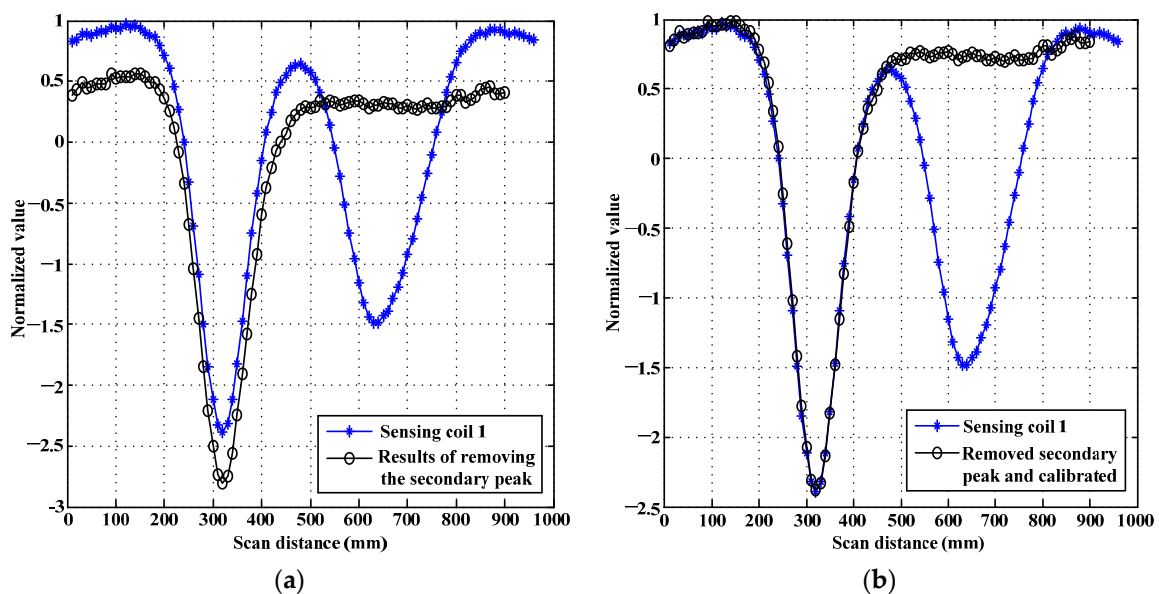 1
0.5
0
−0.5
−1
−1.5
−2
−2.5
-3
Normalized value
0 100 200 300 400 500 600 700 800 900 1000
Scan distance (mm)
Sensing coil 1
Results of removing
the secondary peak
(a)
1
0.5
0
−0.5
−1
−1.5
−2
−2.5
Normalized value
0 100 200 300 400 500 600 700 800 900 1000
Scan distance (mm)
Sensing coil 1
Removed secondary
peak and calibrated
(b)